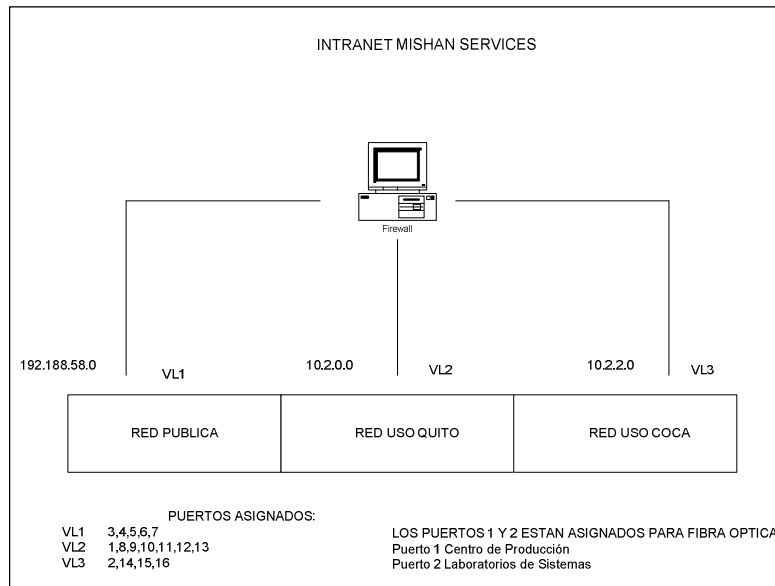 INTRANET MISHAN SERVICES
Firewall
192.188.58.0
VL1
10.2.0.0
VL2
10.2.2.0
VL3
RED PUBLICA
RED USO QUITO
RED USO COCA
PUERTOS ASIGNADOS:
VL1 3,4,5,6,7
VL2 1,8,9,10,11,12,13
VL3 2,14,15,16
LOS PUERTOS 1 Y 2 ESTAN ASIGNADOS PARA FIBRA OPTICA
Puerto 1 Centro de Producción
Puerto 2 Laboratorios de Sistemas